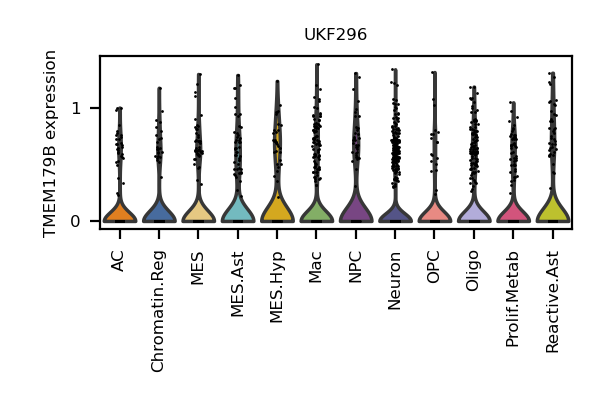 UKF296
TMEM179B expression
1
0
AC
Chromatin.Reg
MES
MES.Ast
MES.Hyp
Mac
NPC
Neuron
OPC
Oligo
Prolif.Metab
Reactive.Ast